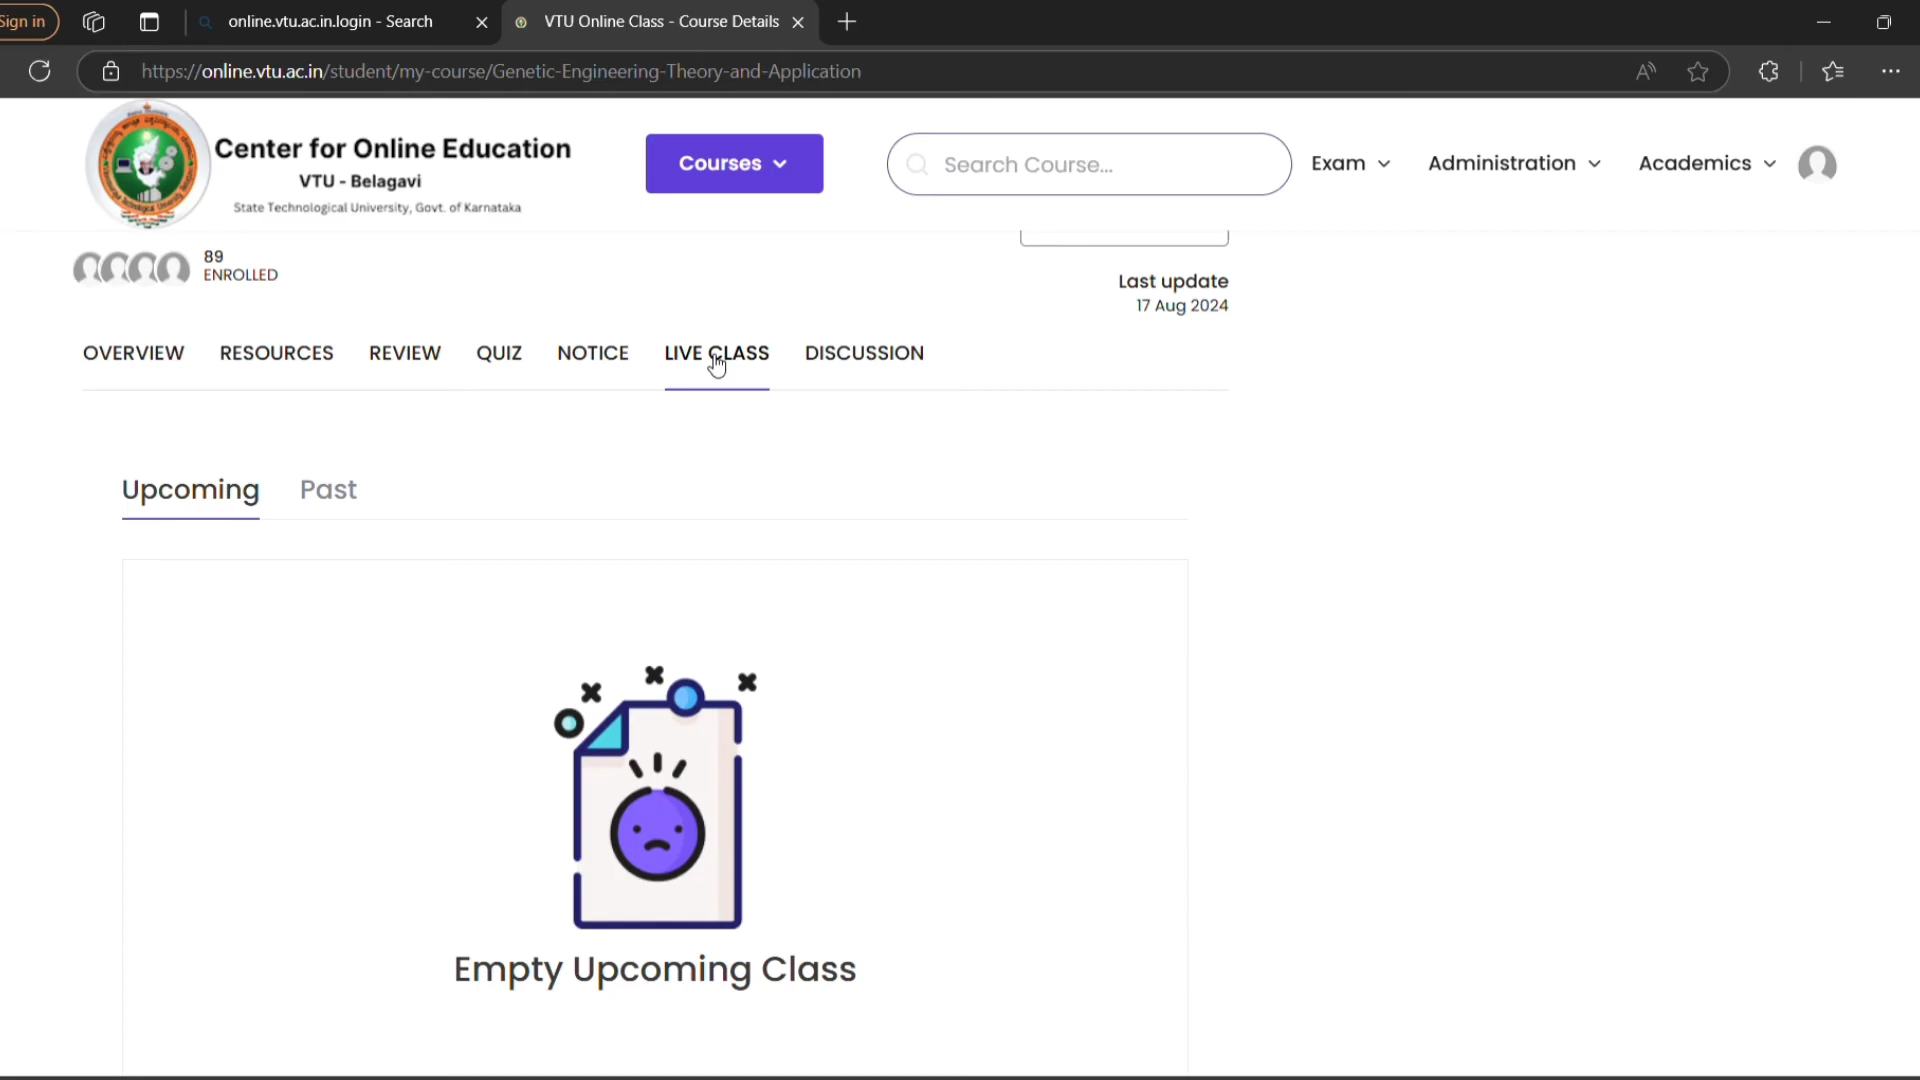 Sign in
online.vtu.ac.in.login - Search
VTU Online Class - Course Details
https://online.vtu.ac.in/student/my-course/Genetic-Engineering-Theory-and-Application
Center for Online Education
VTU - Belagavi
State Technological University, Govt. of Karnataka
Courses
Search Course...
Exam
Administration
Academics
89
ENROLLED
Last update
17 Aug 2024
OVERVIEW RESOURCES REVIEW QUIZ NOTICE LIVE CLASS DISCUSSION
Upcoming Past
Empty Upcoming Class